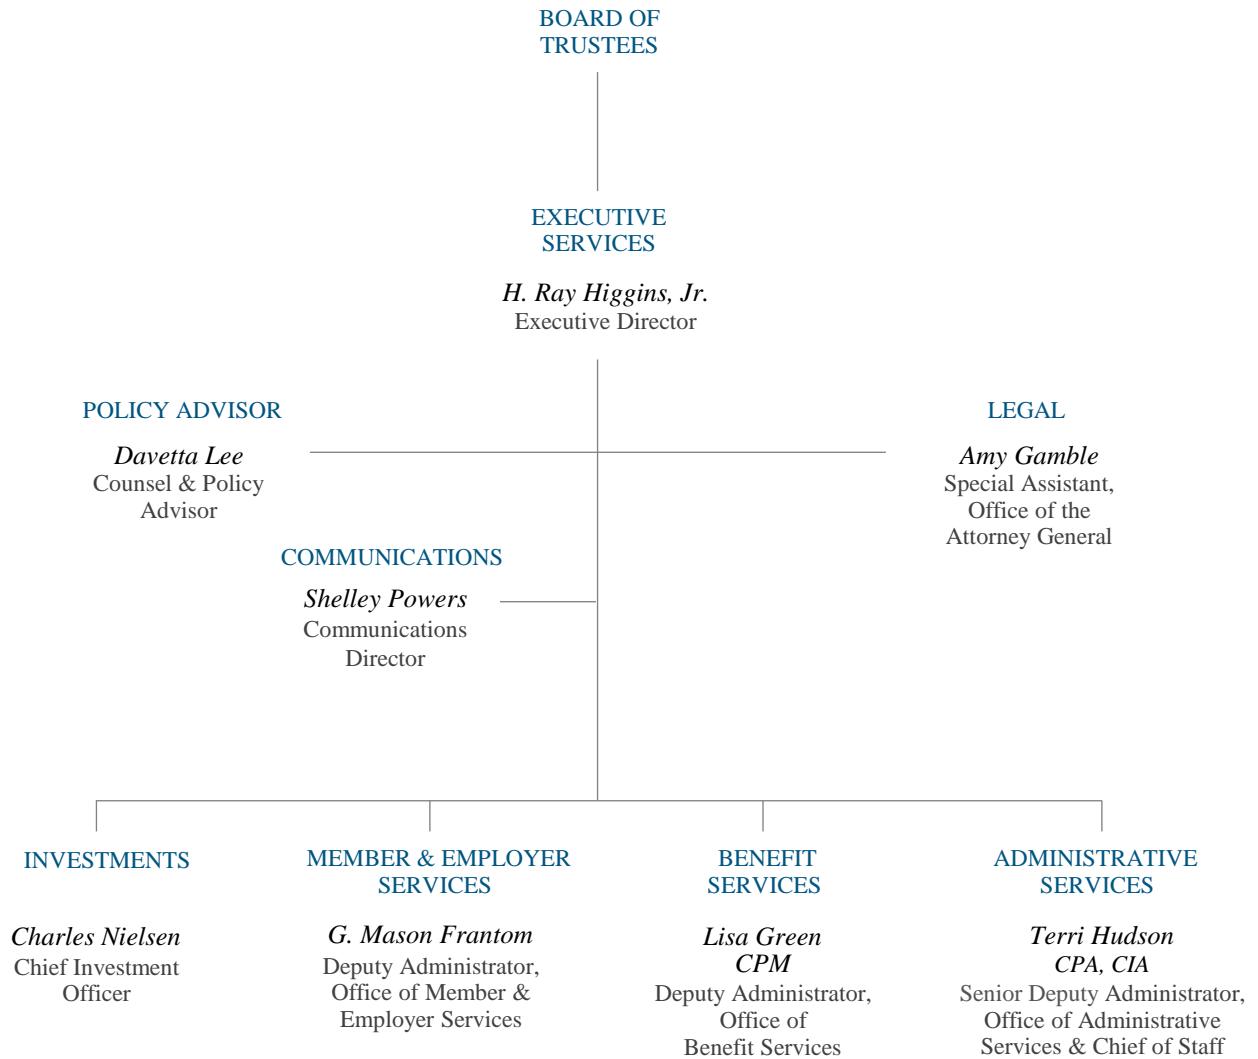 BOARD OF
TRUSTEES
EXECUTIVE
SERVICES
H. Ray Higgins, Jr.
Executive Director
POLICY ADVISOR
Davetta Lee
Counsel & Policy
Advisor
LEGAL
Amy Gamble
Special Assistant,
Office of the
Attorney General
COMMUNICATIONS
Shelley Powers
Communications
Director
INVESTMENTS
Charles Nielsen
Chief Investment
Officer
MEMBER & EMPLOYER
SERVICES
G. Mason Frantom
Deputy Administrator,
Office of Member &
Employer Services
BENEFIT
SERVICES
Lisa Green
CPM
Deputy Administrator,
Office of
Benefit Services
ADMINISTRATIVE
SERVICES
Terri Hudson
CPA, CIA
Senior Deputy Administrator,
Office of Administrative
Services & Chief of Staff